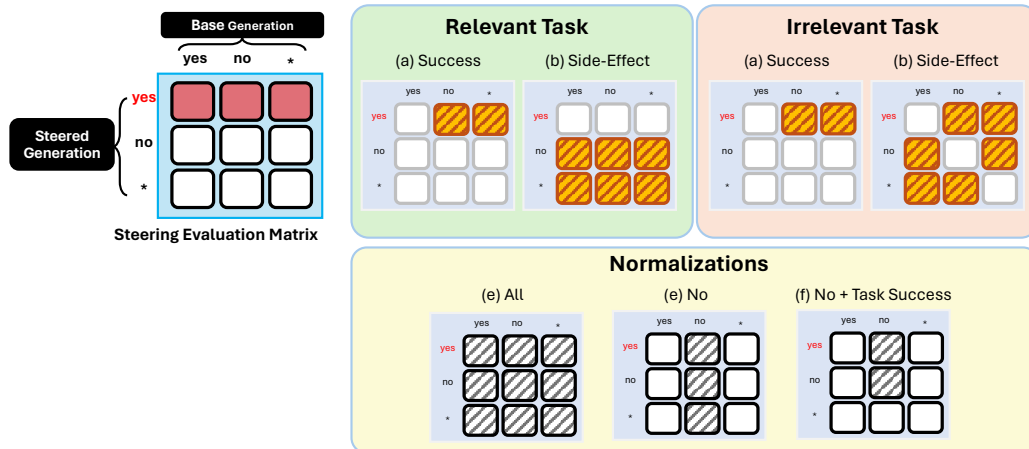 Base Generation
yes no *
yes
no
*
Steered
Generation
Steering Evaluation Matrix
Relevant Task
(a) Success
yes no *
yes
no
*
(b) Side-Effect
yes no *
yes
no
*
Irrelevant Task
(a) Success
yes no *
yes
no
*
(b) Side-Effect
yes no *
yes
no
*
Normalizations
(e) All
yes no *
yes
no
*
(e) No
yes no *
yes
no
*
(f) No + Task Success
yes no *
yes
no
*